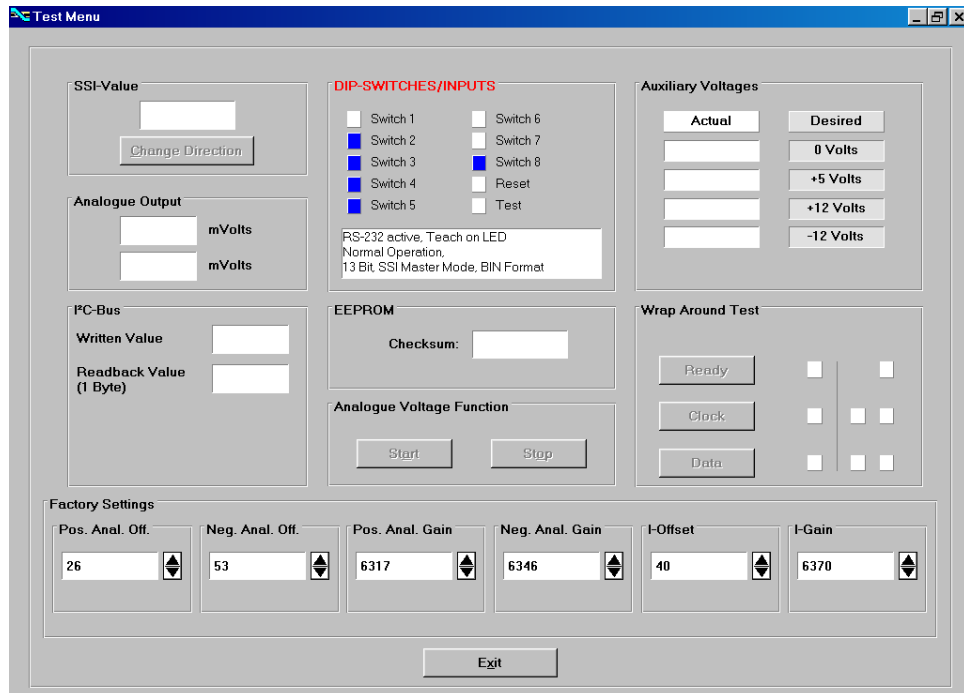 Test Menu
SSI-Value
Change Direction
Analogue Output
mVolts
mVolts
I²C-Bus
Written Value
Readback Value
(1 Byte)
DIP-SWITCHES/INPUTS
Switch 1
Switch 2
Switch 3
Switch 4
Switch 5
Switch 6
Switch 7
Switch 8
Reset
Test
RS-232 active, Teach on LED
Normal Operation,
13 Bit, SSI Master Mode, BIN Format
EEPROM
Checksum:
Analogue Voltage Function
Start Stop
Auxiliary Voltages
Actual Desired
0 Volts
+5 Volts
+12 Volts
-12 Volts
Wrap Around Test
Ready
Clock
Data
Factory Settings
Pos. Anal. Off. Neg. Anal. Off. Pos. Anal. Gain Neg. Anal. Gain I-Offset I-Gain
26 53 6317 6346 40 6370
Exit